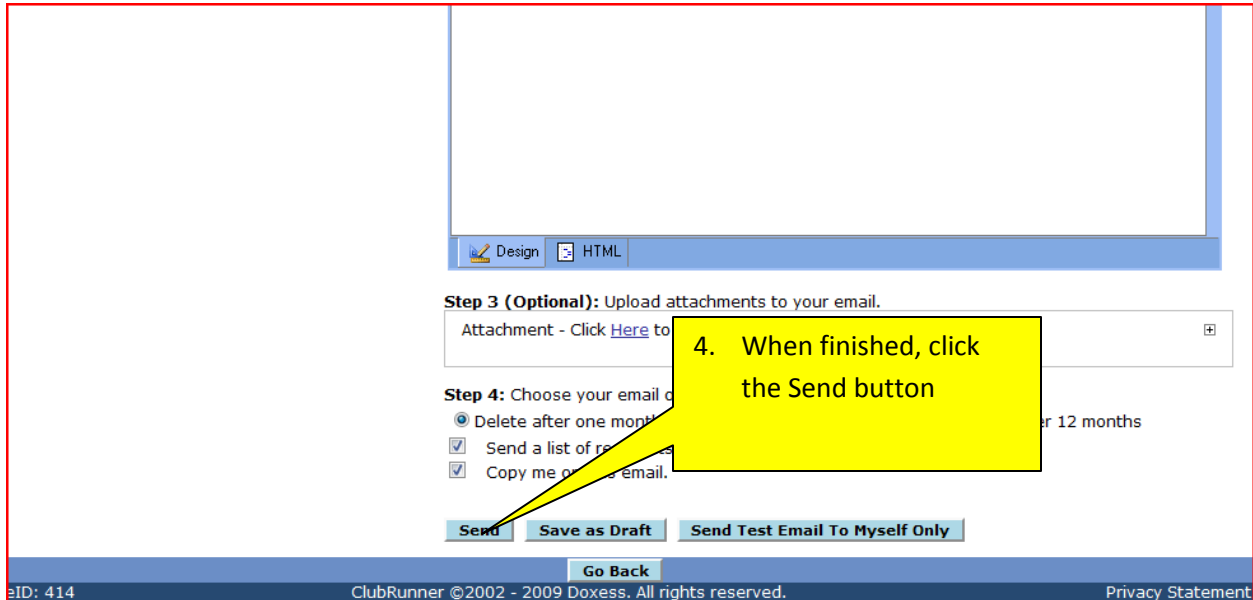 Design HTML
Step 3 (Optional): Upload attachments to your email.
Attachment - Click Here to
4. When finished, click
the Send button
Step 4: Choose your email
Delete after one month 12 months
Send a list of
Copy me email.
Send Save as Draft Send Test Email To Myself Only
Go Back
eID: 414 ClubRunner ©2002 - 2009 Doxess. All rights reserved. Privacy Statement